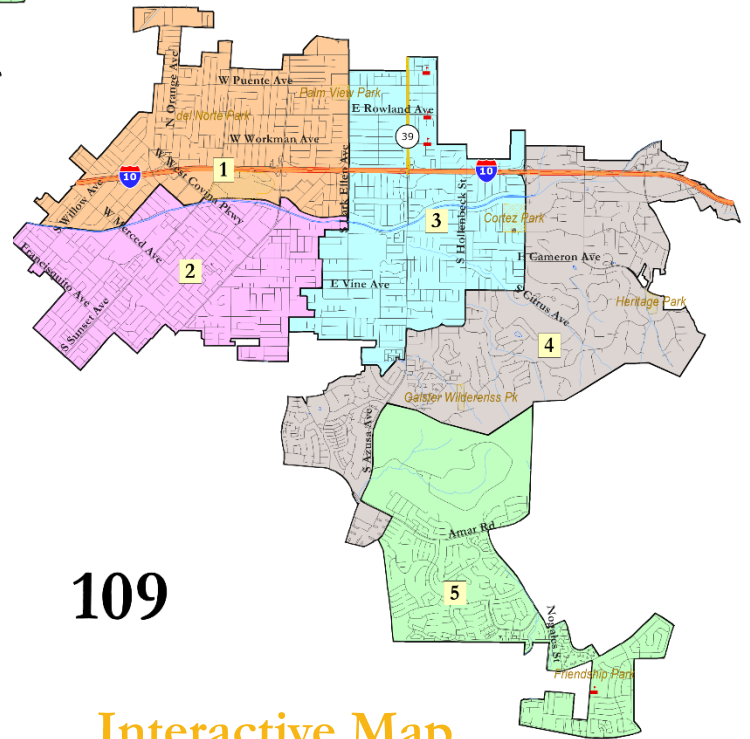 N Orange Ave
W Puente Ave
Palm View Park
del Norte Park
E Rowland Ave
W Workman Ave
39
10
1
10
W West Covina Pkwy
S Willow Ave
S Lark Ellen Ave
S Hollenbeck St
3
Cortez Park
W Merced Ave
2
E Cameron Ave
Francisquito Ave
E Vine Ave
S Citrus Ave
Heritage Park
S Sunset Ave
4
Galster Wilderenss Pk
S Azusa Ave
Amar Rd
109
5
Nogales St
Friendship Park
Interactive Map